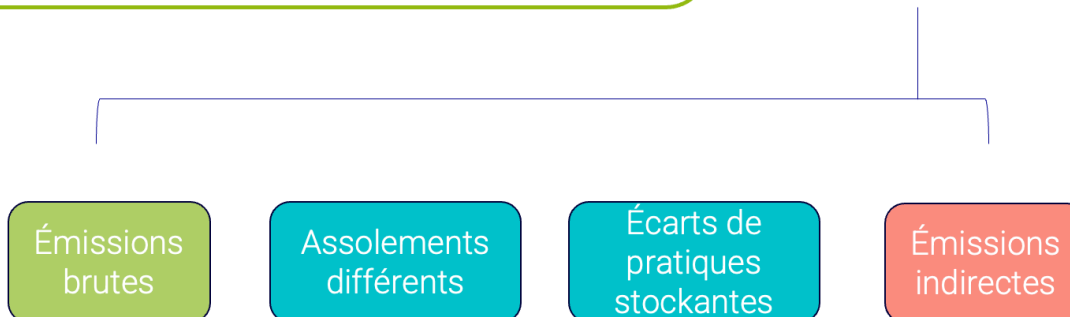 Émissions
brutes
Assolements
différents
Écarts de
pratiques
stockantes
Émissions
indirectes